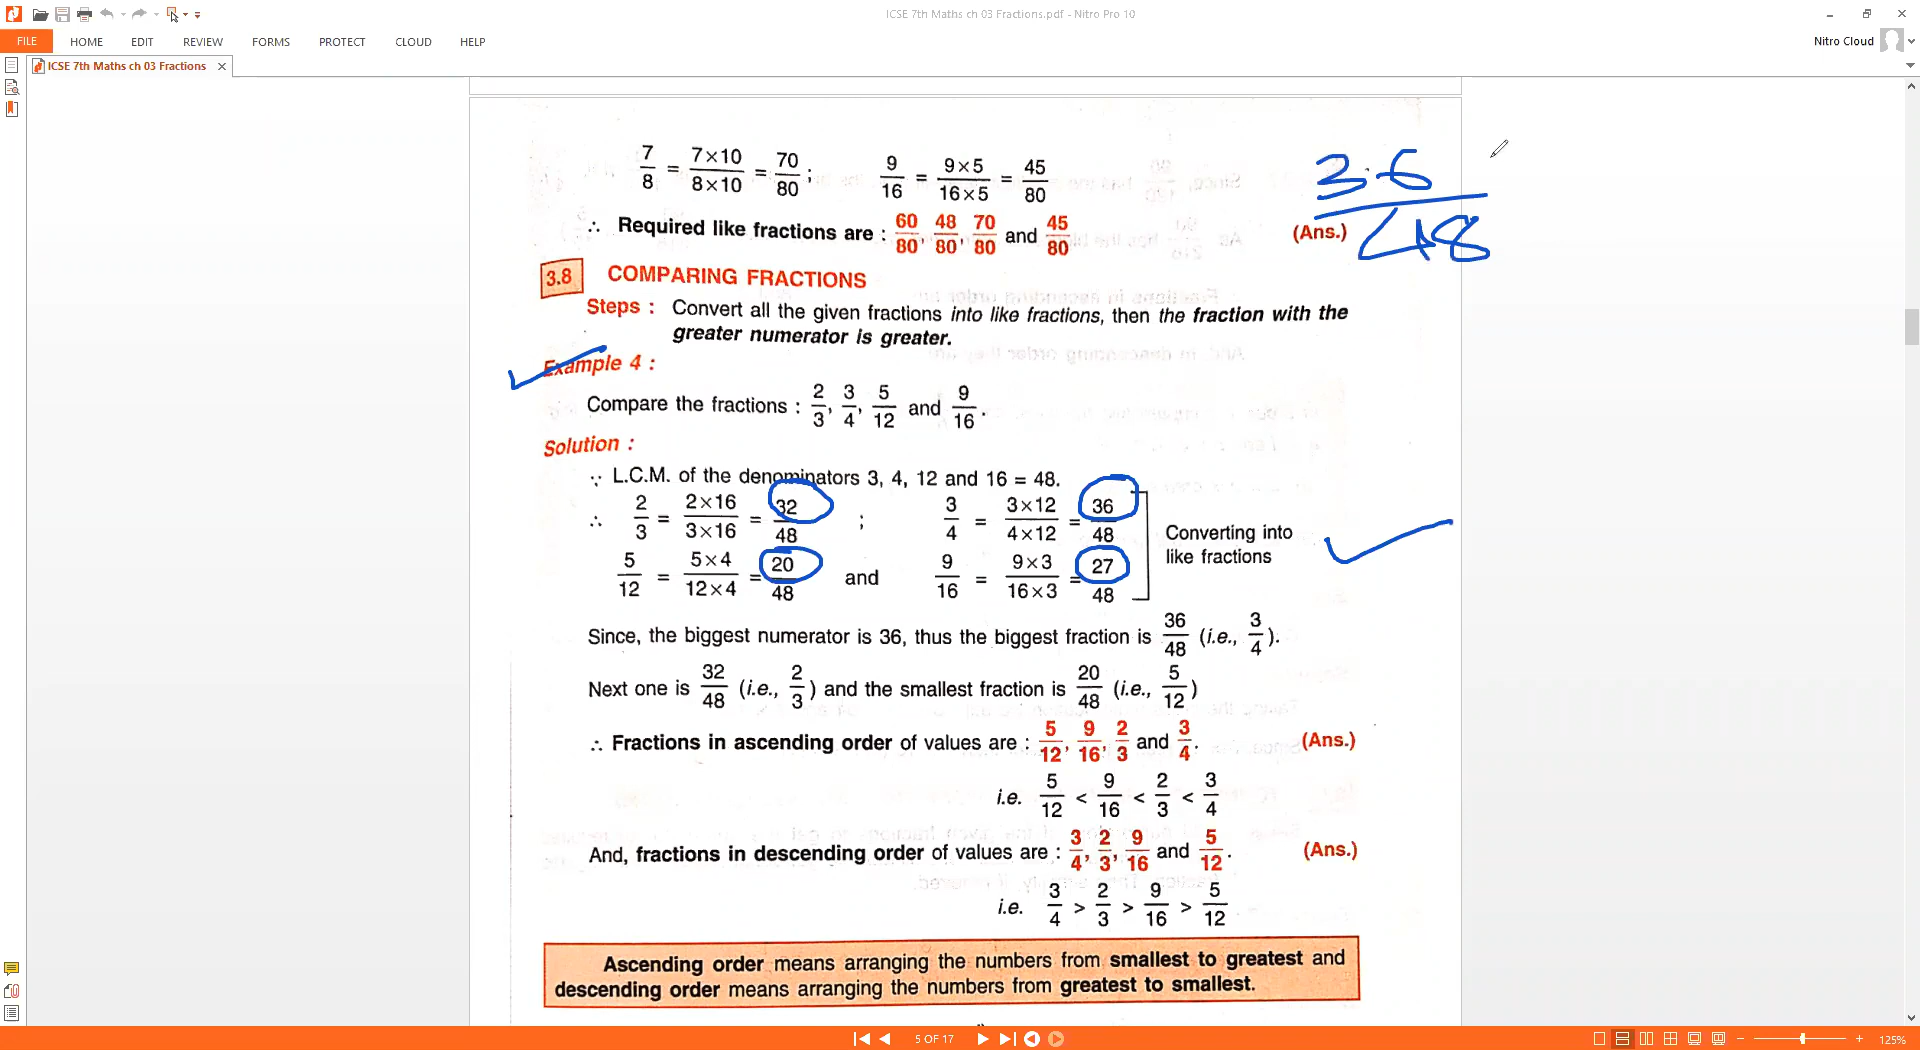 ICSE 7th Maths ch 03 Fractions.pdf - Nitro Pro 10
FILE HOME EDIT REVIEW FORMS PROTECT CLOUD HELP
Nitro Cloud
ICSE 7th Maths ch 03 Fractions
7/8 = 7×10/8×10 = 70/80 ; 9/16 = 9×5/16×5 = 45/80
36/48
∴ Required like fractions are : 60/80, 48/80, 70/80 and 45/80 (Ans.)
3.8 COMPARING FRACTIONS
Steps : Convert all the given fractions into like fractions, then the fraction with the
greater numerator is greater.
Example 4 :
Compare the fractions : 2/3, 3/4, 5/12 and 9/16.
Solution :
∵ L.C.M. of the denominators 3, 4, 12 and 16 = 48.
∴ 2/3 = 2×16/3×16 = 32/48 ; 3/4 = 3×12/4×12 = 36/48
5/12 = 5×4/12×4 = 20/48 and 9/16 = 9×3/16×3 = 27/48
Converting into
like fractions
Since, the biggest numerator is 36, thus the biggest fraction is 36/48 (i.e., 3/4).
Next one is 32/48 (i.e., 2/3) and the smallest fraction is 20/48 (i.e., 5/12)
∴ Fractions in ascending order of values are : 5/12, 9/16, 2/3 and 3/4. (Ans.)
i.e. 5/12 < 9/16 < 2/3 < 3/4
And, fractions in descending order of values are : 3/4, 2/3, 9/16 and 5/12. (Ans.)
i.e. 3/4 > 2/3 > 9/16 > 5/12
Ascending order means arranging the numbers from smallest to greatest and
descending order means arranging the numbers from greatest to smallest.
5 OF 17
125%